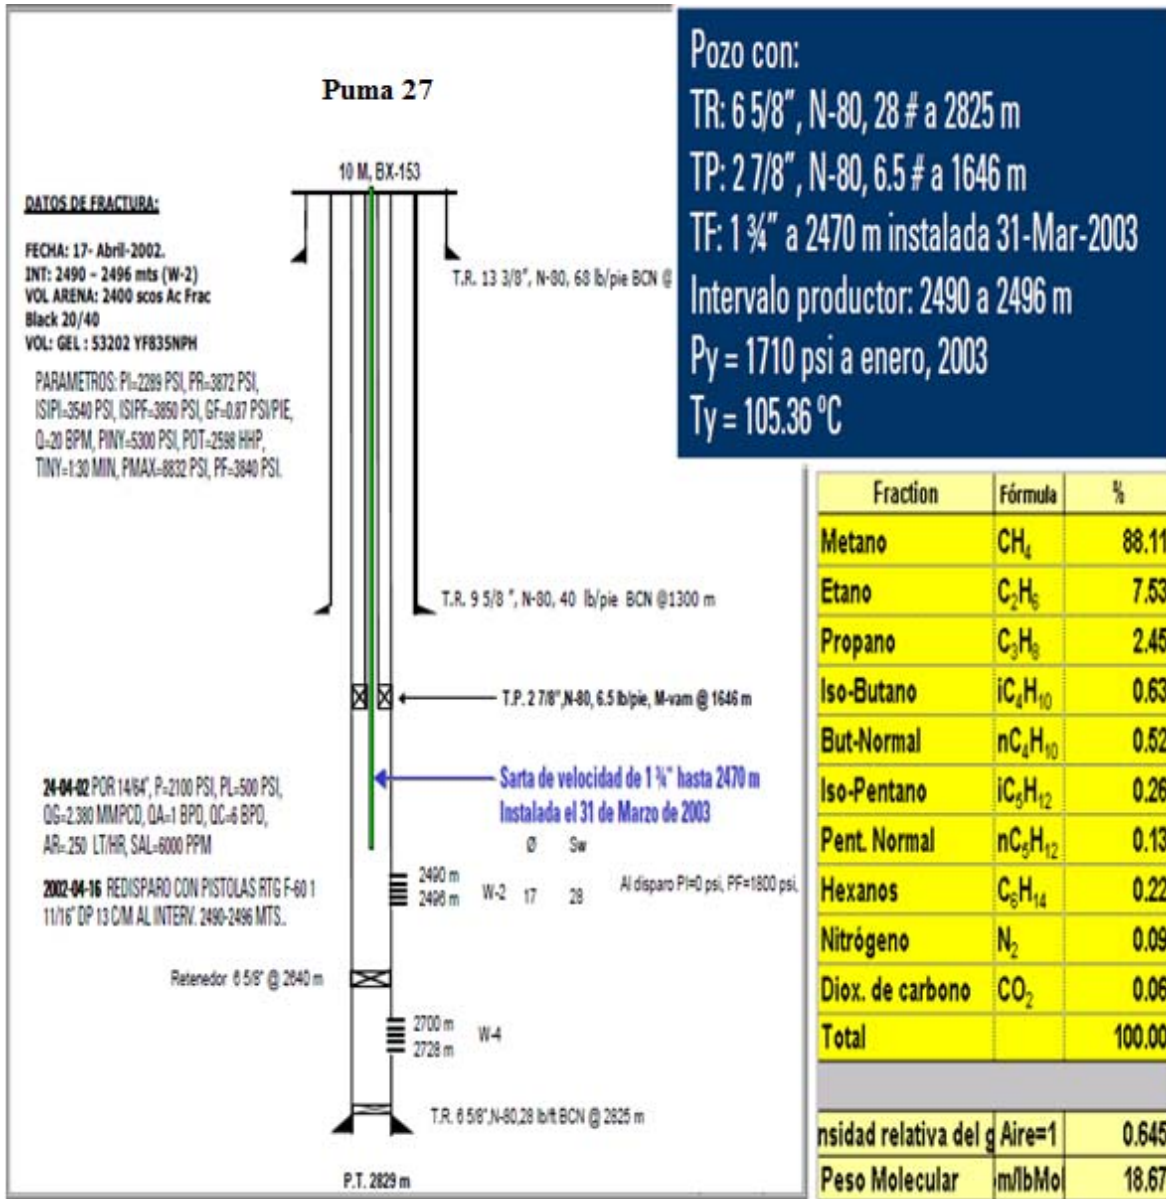 Puma 27
10 M, BX-153
DATOS DE FRACTURA:
FECHA: 17- Abril-2002.
INT: 2490 – 2496 mts (W-2)
VOL ARENA: 2400 scos Ac Frac
Black 20/40
VOL: GEL : 53202 YF835NPH
PARAMETROS: PI=2289 PSI, PR=3872 PSI,
ISIPI=3540 PSI, ISIPF=3850 PSI, GF=0.87 PSI/PIE,
Q=20 BPM, PINY=5300 PSI, POT=2598 HHP,
TINY=1:30 MIN, PMAX=8832 PSI, PF=3840 PSI.
T.R. 13 3/8", N-80, 68 lb/pie BCN @
T.R. 9 5/8 ", N-80, 40 lb/pie BCN @1300 m
T.P. 2 7/8",N-80, 6.5 lb/pie, M-vam @ 1646 m
Sarta de velocidad de 1 ¾" hasta 2470 m
Instalada el 31 de Marzo de 2003
24-04-02 POR 14/64", P=2100 PSI, PL=500 PSI,
QG=2.380 MMPCD, QA=1 BPD, QC=6 BPD,
AR=.250 LT/HR, SAL=6000 PPM
2002-04-16 REDISPARO CON PISTOLAS RTG F-60 1
11/16" DP 13 C/M AL INTERV. 2490-2496 MTS..
Ø Sw
2490 m
2496 m W-2 17 28 Al disparo PI=0 psi, PF=1800 psi,
Retenedor 6 5/8" @ 2640 m
2700 m
2728 m W-4
T.R. 6 5/8",N-80,28 lb/ft BCN @ 2825 m
P.T. 2829 m
Pozo con:
TR: 6 5/8", N-80, 28 # a 2825 m
TP: 2 7/8", N-80, 6.5 # a 1646 m
TF: 1 ¾" a 2470 m instalada 31-Mar-2003
Intervalo productor: 2490 a 2496 m
Py = 1710 psi a enero, 2003
Ty = 105.36 ºC
Fraction Fórmula %
Metano CH₄ 88.11
Etano C₂H₆ 7.53
Propano C₃H₈ 2.45
Iso-Butano iC₄H₁₀ 0.63
But-Normal nC₄H₁₀ 0.52
Iso-Pentano iC₅H₁₂ 0.26
Pent. Normal nC₅H₁₂ 0.13
Hexanos C₆H₁₄ 0.22
Nitrógeno N₂ 0.09
Diox. de carbono CO₂ 0.06
Total 100.00
nsidad relativa del g Aire=1 0.645
Peso Molecular m/lbMol 18.67